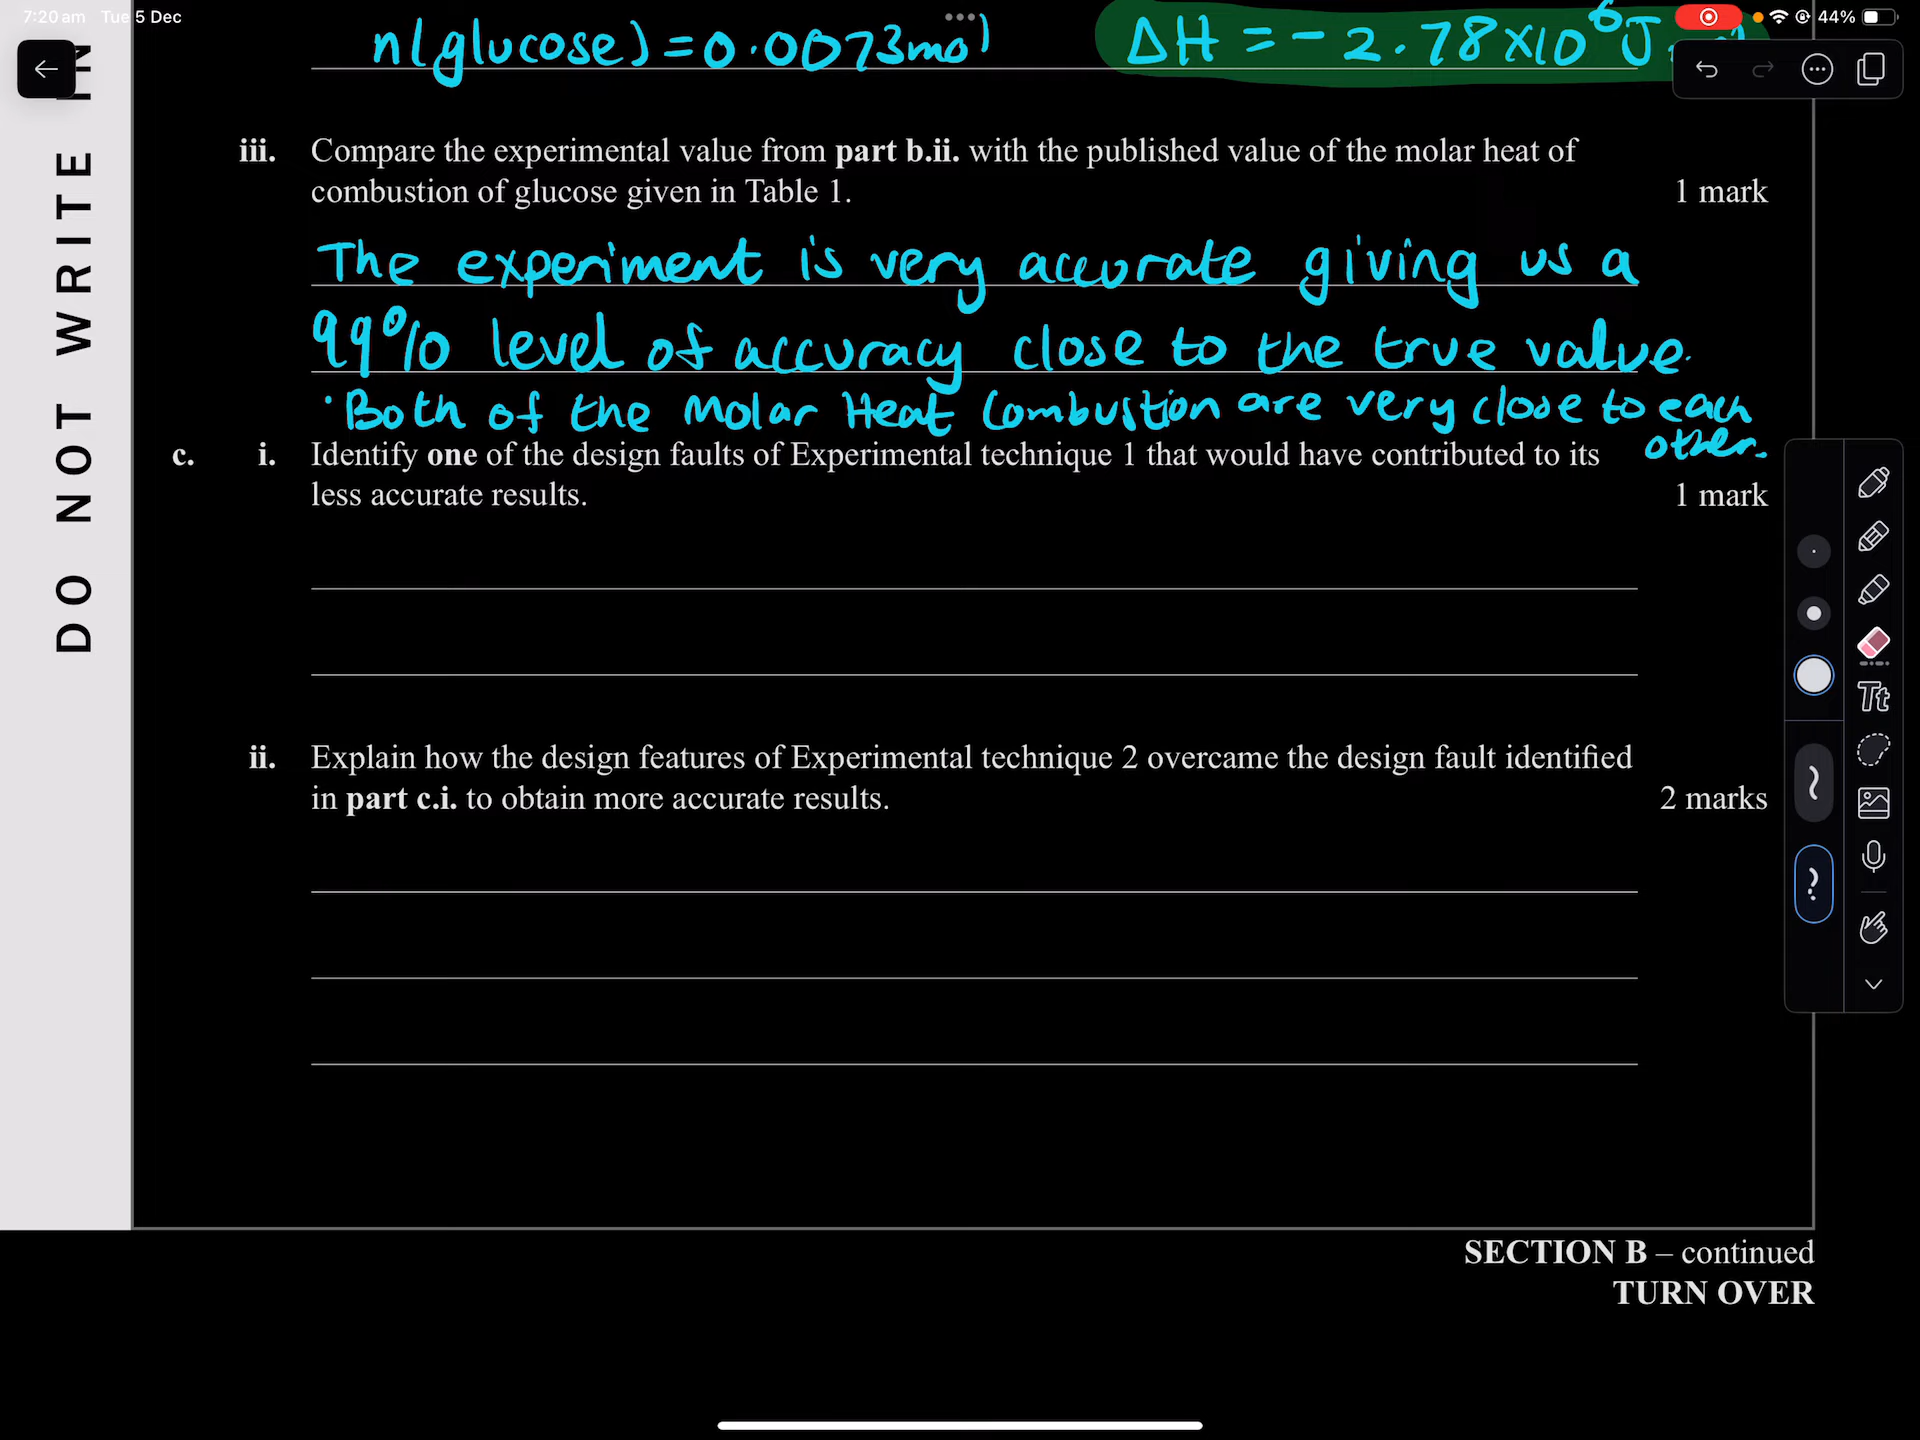 7:20 am Tue 5 Dec
44%
n(glucose) = 0.0073mol ΔH = - 2.78×10⁶J
iii. Compare the experimental value from part b.ii. with the published value of the molar heat of
combustion of glucose given in Table 1. 1 mark
The experiment is very accurate giving us a
99% level of accuracy close to the true value.
· Both of the Molar Heat Combustion are very close to each
other.
c. i. Identify one of the design faults of Experimental technique 1 that would have contributed to its
less accurate results. 1 mark
ii. Explain how the design features of Experimental technique 2 overcame the design fault identified
in part c.i. to obtain more accurate results. 2 marks
SECTION B – continued
TURN OVER
DO NOT WRITE IN
Tt